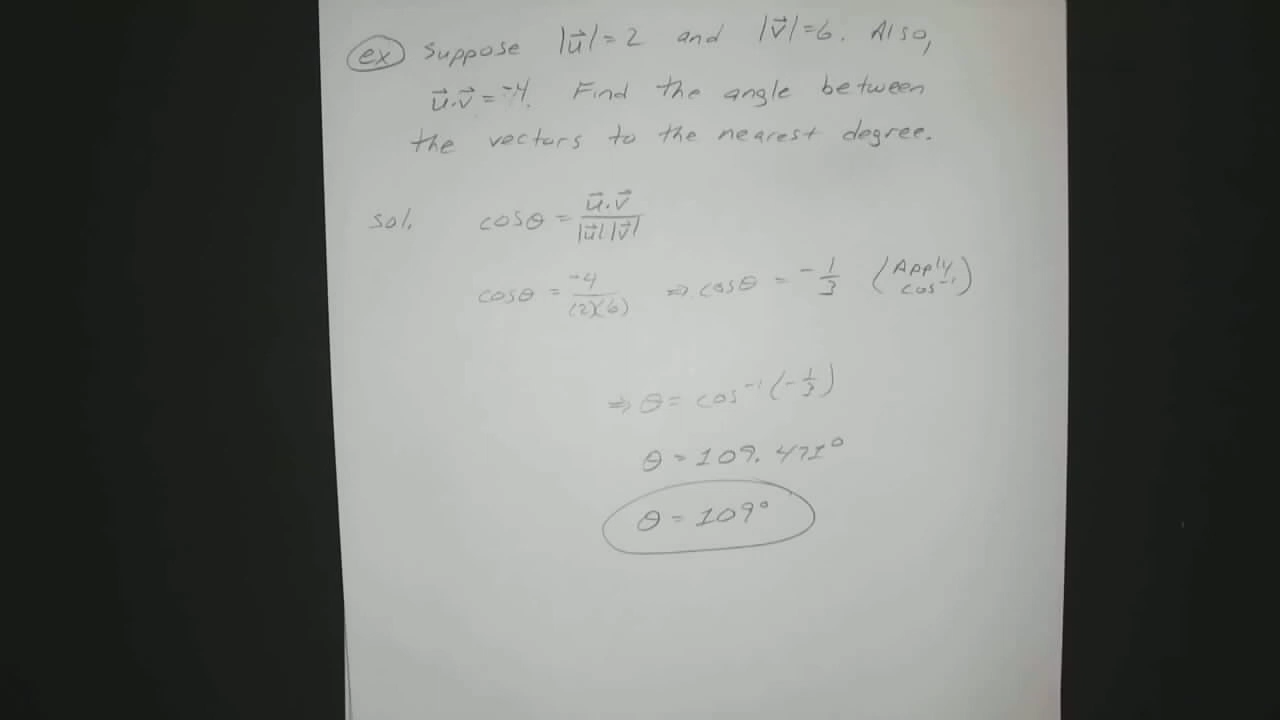 ex Suppose |u⃗|=2 and |v⃗|=6. Also,
u⃗·v⃗=-4. Find the angle between
the vectors to the nearest degree.
sol. cosθ = u⃗·v⃗ / |u⃗||v⃗|
cosθ = -4 / (2)(6) ⇒ cosθ = -1/3 (Apply cos⁻¹)
⇒ θ = cos⁻¹(-1/3)
θ = 109.471°
θ = 109°